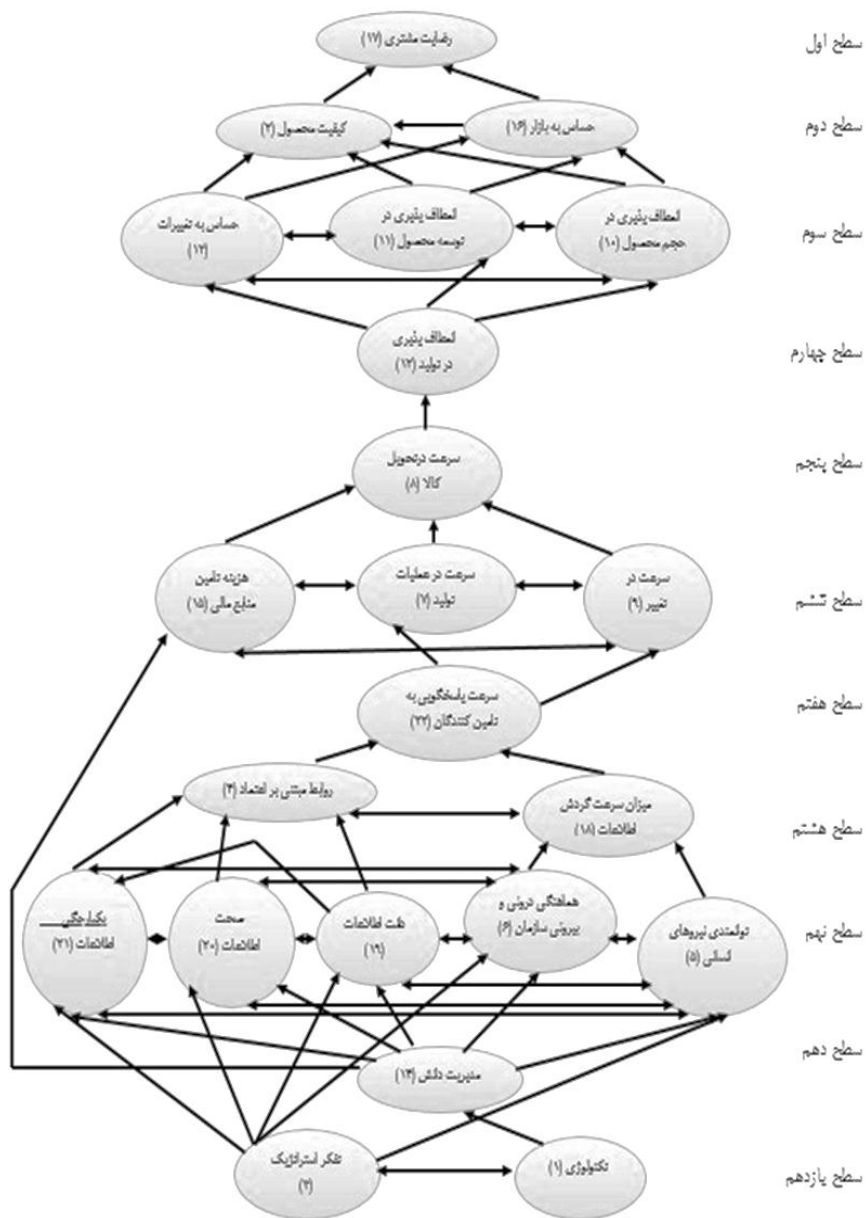 سطح اول
رضایت مشتری (۱۷)
سطح دوم
حساس به بازار (۱۶)
کیفیت محصول (۲)
سطح سوم
انعطاف پذیری در
حجم محصول (۱۰)
انعطاف پذیری در
توسعه محصول (۱۱)
حساس به تغییرات
(۱۲)
سطح چهارم
انعطاف پذیری
در تولید (۱۳)
سطح پنجم
سرعت درتحویل
کالا (۸)
سطح ششم
سرعت در
تغییر (۹)
سرعت در عملیات
تولید (۷)
هزینه تامین
منابع مالی (۱۵)
سطح هفتم
سرعت پاسخگویی به
تامین کنندگان (۲۲)
سطح هشتم
میزان سرعت گردش
اطلاعات (۱۸)
روابط مبتنی بر اعتماد (۴)
سطح نهم
توانمندی نیروهای
انسانی (۵)
هماهنگی درونی و
بیرونی سازمان (۶)
دقت اطلاعات
(۱۹)
صحت
اطلاعات (۲۰)
یکپارچگی
اطلاعات (۲۱)
سطح دهم
مدیریت دانش (۱۴)
سطح یازدهم
تکنولوژی (۱)
تفکر استراتژیک
(۳)